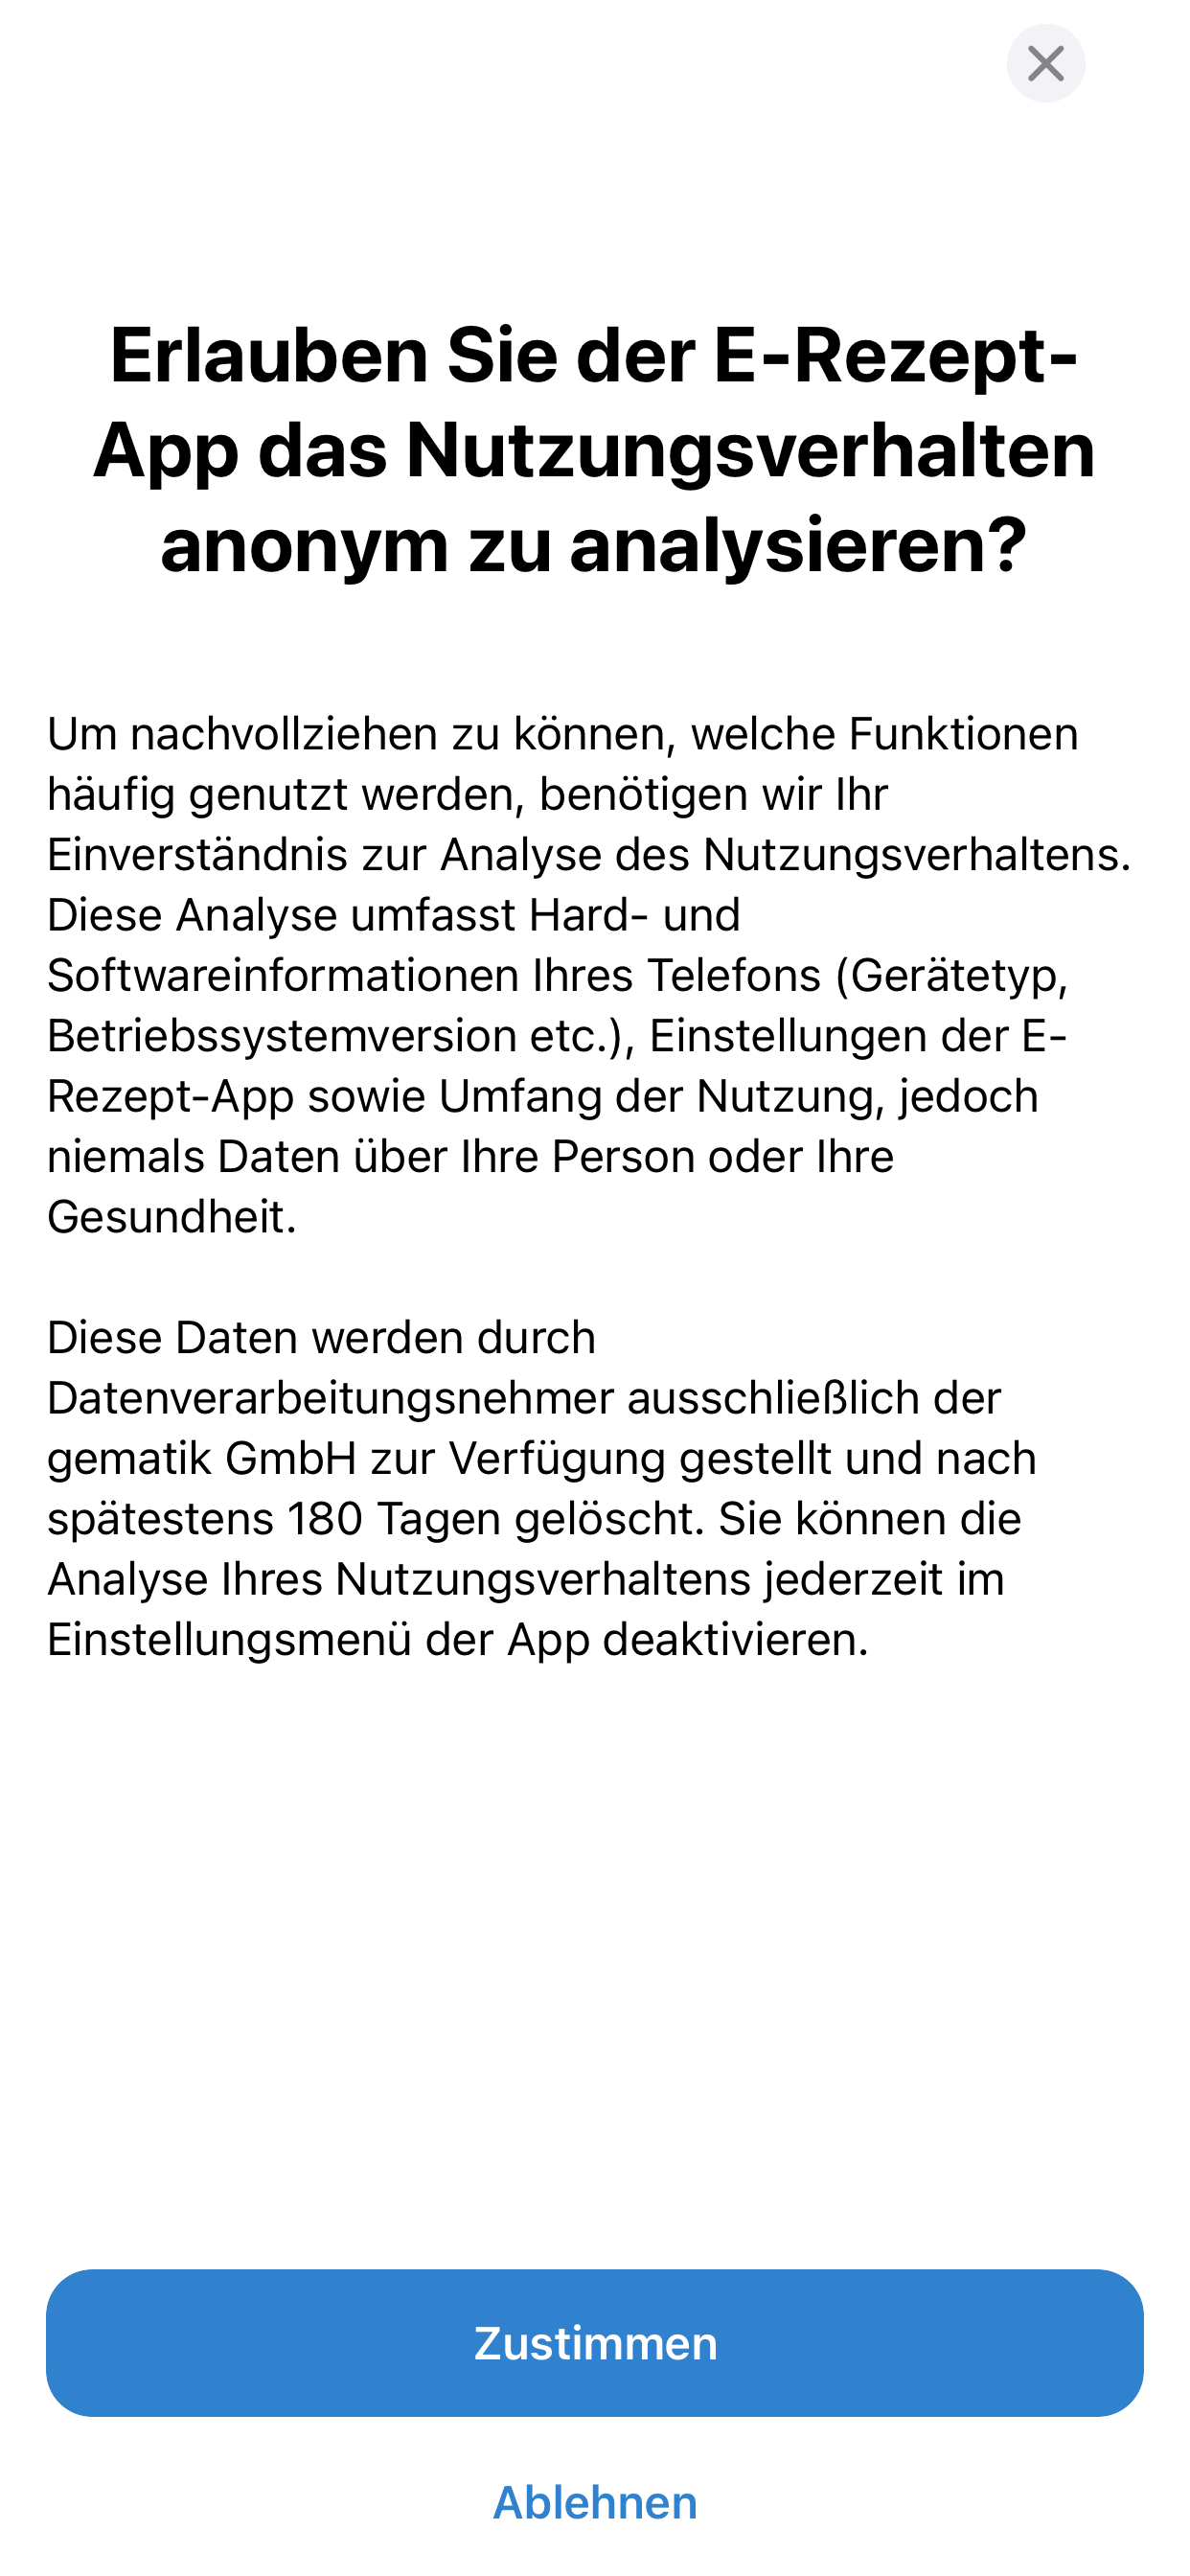 Erlauben Sie der E-Rezept-
App das Nutzungsverhalten
anonym zu analysieren?
Um nachvollziehen zu können, welche Funktionen
häufig genutzt werden, benötigen wir Ihr
Einverständnis zur Analyse des Nutzungsverhaltens.
Diese Analyse umfasst Hard- und
Softwareinformationen Ihres Telefons (Gerätetyp,
Betriebssystemversion etc.), Einstellungen der E-
Rezept-App sowie Umfang der Nutzung, jedoch
niemals Daten über Ihre Person oder Ihre
Gesundheit.
Diese Daten werden durch
Datenverarbeitungsnehmer ausschließlich der
gematik GmbH zur Verfügung gestellt und nach
spätestens 180 Tagen gelöscht. Sie können die
Analyse Ihres Nutzungsverhaltens jederzeit im
Einstellungsmenü der App deaktivieren.
Zustimmen
Ablehnen